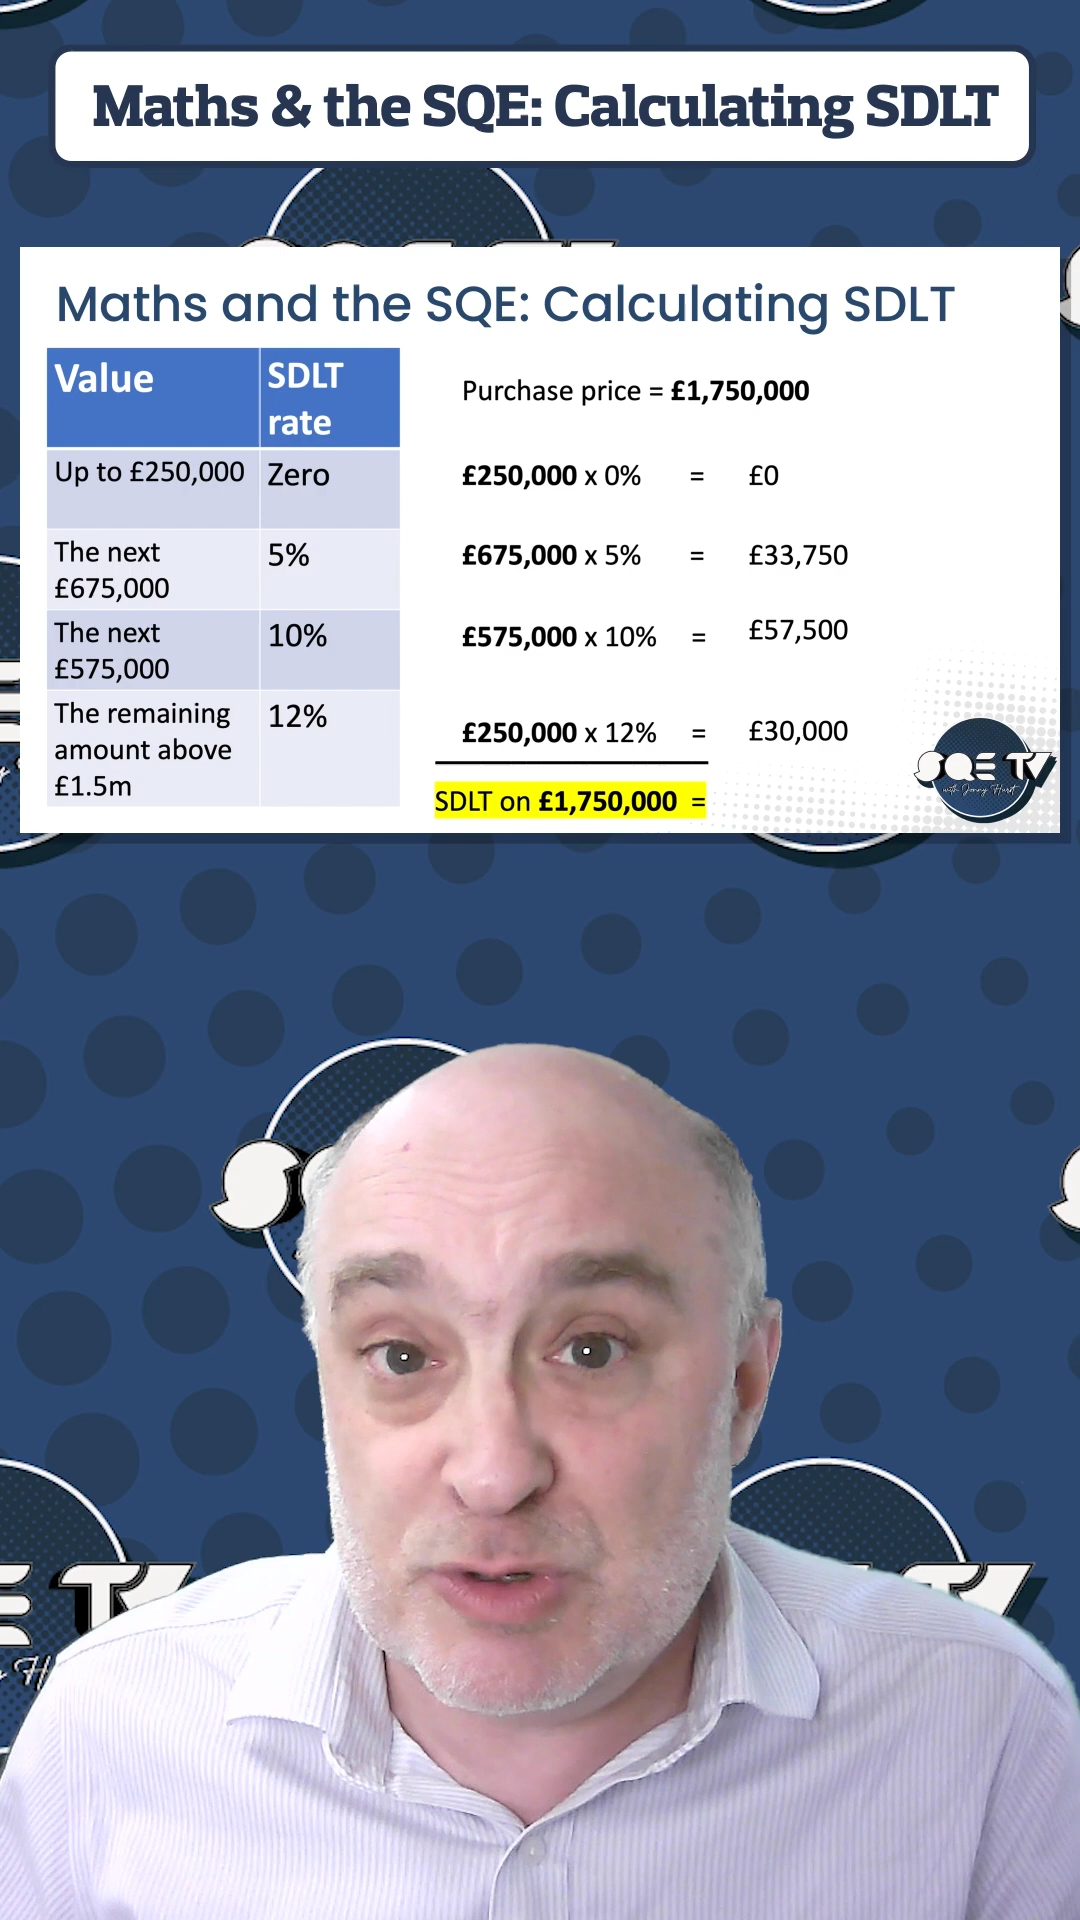 Maths & the SQE: Calculating SDLT
Maths and the SQE: Calculating SDLT
Value SDLT rate
Up to £250,000 Zero
The next £675,000 5%
The next £575,000 10%
The remaining amount above £1.5m 12%
Purchase price = £1,750,000
£250,000 x 0% = £0
£675,000 x 5% = £33,750
£575,000 x 10% = £57,500
£250,000 x 12% = £30,000
SDLT on £1,750,000 =
SQE TV
with Jenny Hurst